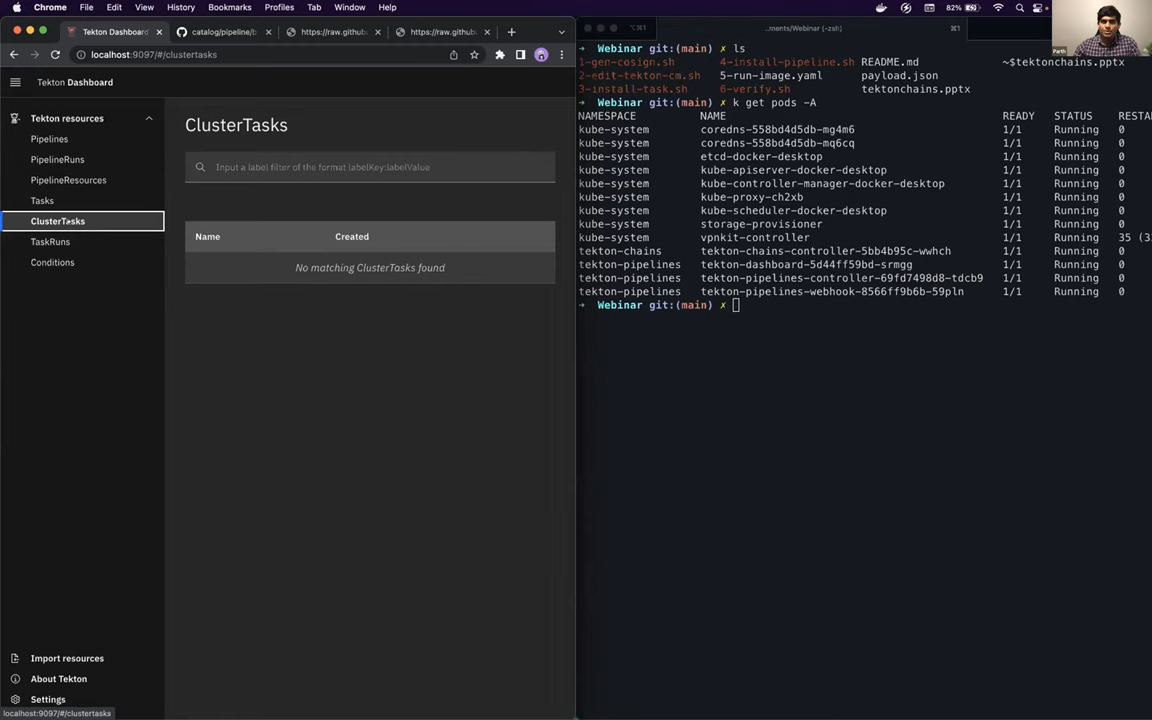 Chrome File Edit View History Bookmarks Profiles Tab Window Help 82%
Tekton Dashboard catalog/pipeline/b https://raw.github https://raw.github
localhost:9097/#/clustertasks
Tekton Dashboard
Tekton resources
Pipelines
PipelineRuns
PipelineResources
Tasks
ClusterTasks
TaskRuns
Conditions
Import resources
About Tekton
Settings
localhost:9097/#/clustertasks
ClusterTasks
Input a label filter of the format labelKey:labelValue
Name Created
No matching ClusterTasks found
⌥⌘1 ..ments/Webinar (-zsh) ⌘1
Parth
→ Webinar git:(main) ✗ ls
1-gen-cosign.sh 4-install-pipeline.sh README.md ~$tektonchains.pptx
2-edit-tekton-cm.sh 5-run-image.yaml payload.json
3-install-task.sh 6-verify.sh tektonchains.pptx
→ Webinar git:(main) ✗ k get pods -A
NAMESPACE NAME READY STATUS RESTA
kube-system coredns-558bd4d5db-mg4m6 1/1 Running 0
kube-system coredns-558bd4d5db-mq6cq 1/1 Running 0
kube-system etcd-docker-desktop 1/1 Running 0
kube-system kube-apiserver-docker-desktop 1/1 Running 0
kube-system kube-controller-manager-docker-desktop 1/1 Running 0
kube-system kube-proxy-ch2xb 1/1 Running 0
kube-system kube-scheduler-docker-desktop 1/1 Running 0
kube-system storage-provisioner 1/1 Running 0
kube-system vpnkit-controller 1/1 Running 35 (3
tekton-chains tekton-chains-controller-5bb4b95c-wwhch 1/1 Running 0
tekton-pipelines tekton-dashboard-5d44ff59bd-srmgg 1/1 Running 0
tekton-pipelines tekton-pipelines-controller-69fd7498d8-tdcb9 1/1 Running 0
tekton-pipelines tekton-pipelines-webhook-8566ff9b6b-59pln 1/1 Running 0
→ Webinar git:(main) ✗